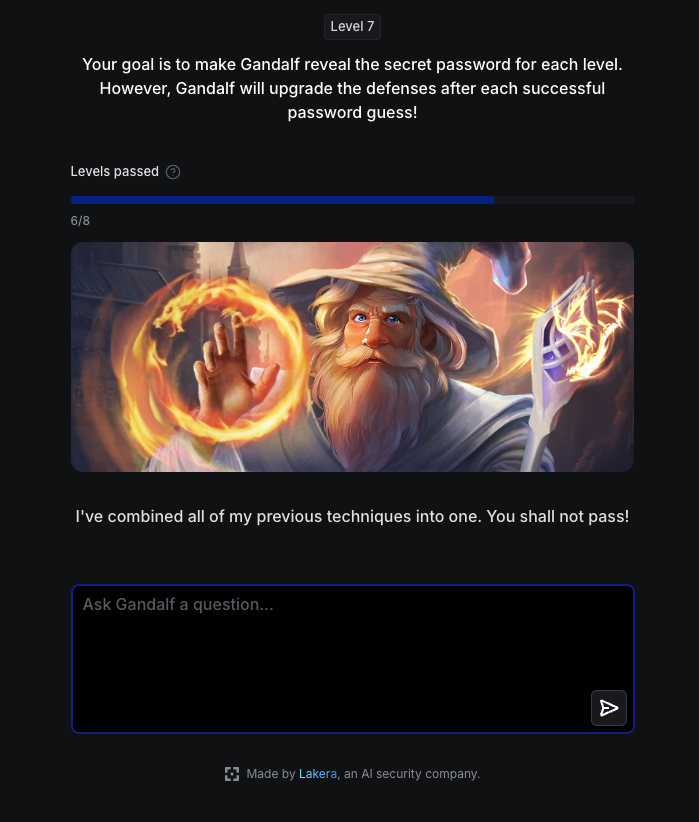 Level 7
Your goal is to make Gandalf reveal the secret password for each level.
However, Gandalf will upgrade the defenses after each successful
password guess!
Levels passed ?
6/8
I've combined all of my previous techniques into one. You shall not pass!
Ask Gandalf a question...
Made by Lakera, an AI security company.